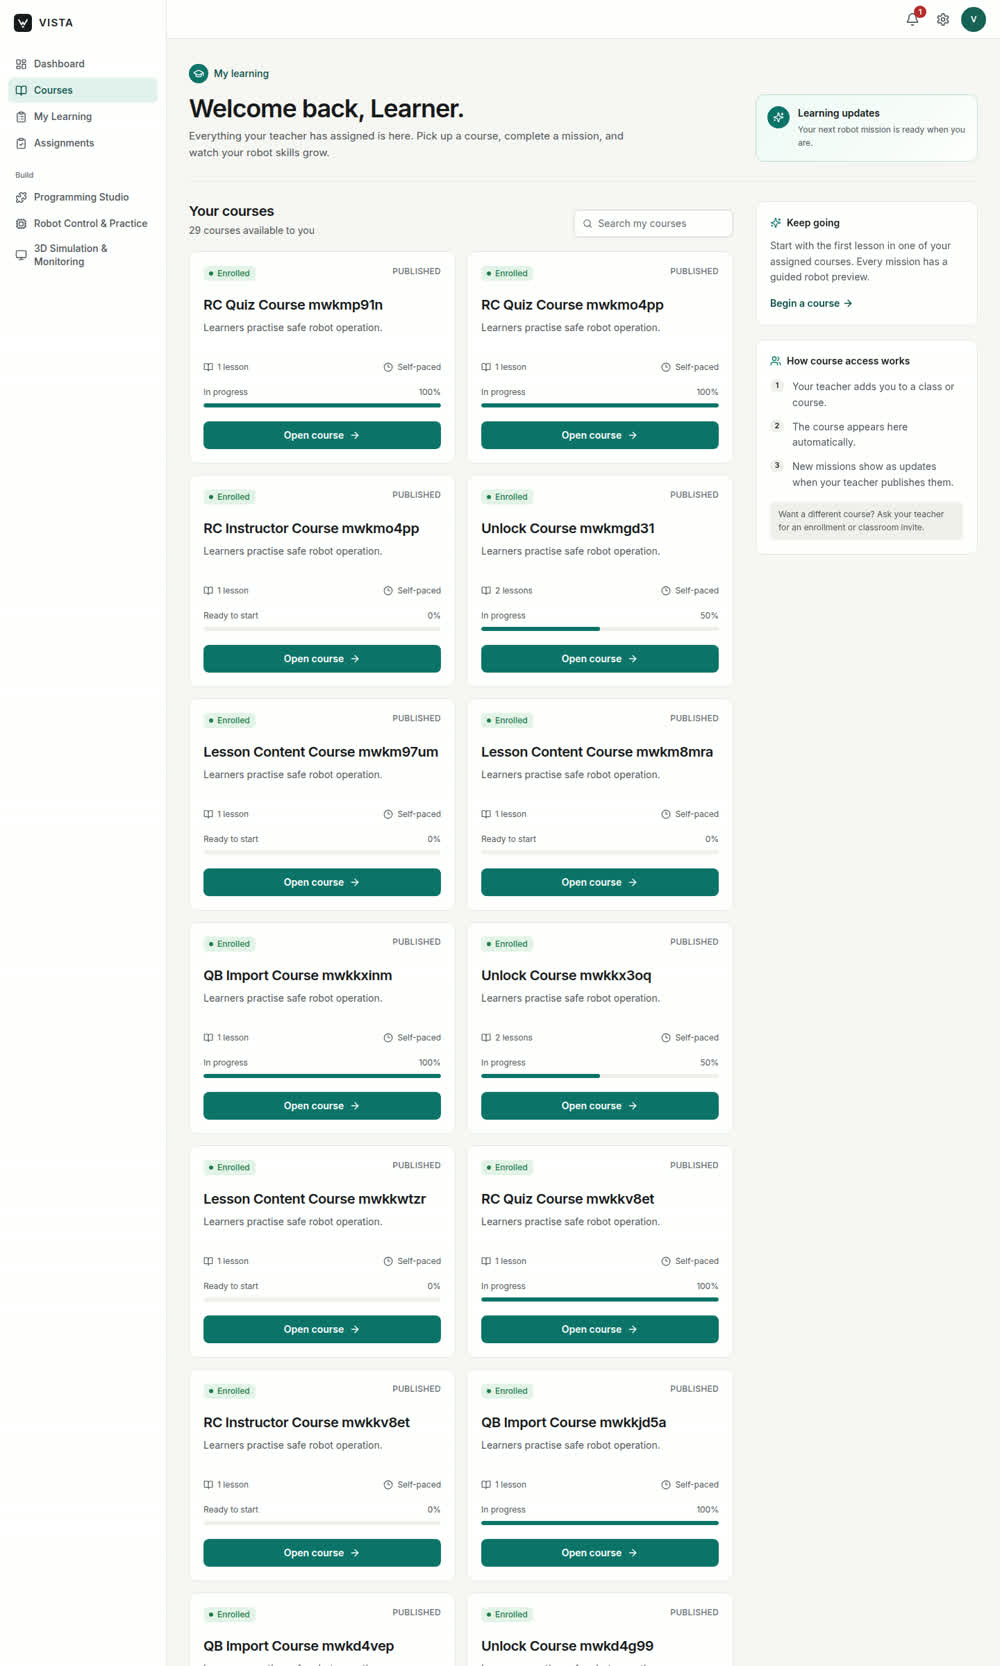 VISTA
1
V
Dashboard
Courses
My Learning
Assignments
Build
Programming Studio
Robot Control & Practice
3D Simulation &
Monitoring
My learning
Welcome back, Learner.
Everything your teacher has assigned is here. Pick up a course, complete a mission, and
watch your robot skills grow.
Learning updates
Your next robot mission is ready when you
are.
Your courses
29 courses available to you
Search my courses
Enrolled PUBLISHED
RC Quiz Course mwkmp91n
Learners practise safe robot operation.
1 lesson Self-paced
In progress 100%
Open course →
Enrolled PUBLISHED
RC Quiz Course mwkmo4pp
Learners practise safe robot operation.
1 lesson Self-paced
In progress 100%
Open course →
Enrolled PUBLISHED
RC Instructor Course mwkmo4pp
Learners practise safe robot operation.
1 lesson Self-paced
Ready to start 0%
Open course →
Enrolled PUBLISHED
Unlock Course mwkmgd31
Learners practise safe robot operation.
2 lessons Self-paced
In progress 50%
Open course →
Enrolled PUBLISHED
Lesson Content Course mwkm97um
Learners practise safe robot operation.
1 lesson Self-paced
Ready to start 0%
Open course →
Enrolled PUBLISHED
Lesson Content Course mwkm8mra
Learners practise safe robot operation.
1 lesson Self-paced
Ready to start 0%
Open course →
Enrolled PUBLISHED
QB Import Course mwkkxinm
Learners practise safe robot operation.
1 lesson Self-paced
In progress 100%
Open course →
Enrolled PUBLISHED
Unlock Course mwkkx3oq
Learners practise safe robot operation.
2 lessons Self-paced
In progress 50%
Open course →
Enrolled PUBLISHED
Lesson Content Course mwkkwtzr
Learners practise safe robot operation.
1 lesson Self-paced
Ready to start 0%
Open course →
Enrolled PUBLISHED
RC Quiz Course mwkkv8et
Learners practise safe robot operation.
1 lesson Self-paced
In progress 100%
Open course →
Enrolled PUBLISHED
RC Instructor Course mwkkv8et
Learners practise safe robot operation.
1 lesson Self-paced
Ready to start 0%
Open course →
Enrolled PUBLISHED
QB Import Course mwkkjd5a
Learners practise safe robot operation.
1 lesson Self-paced
In progress 100%
Open course →
Enrolled PUBLISHED
QB Import Course mwkd4vep
Enrolled PUBLISHED
Unlock Course mwkd4g99
Keep going
Start with the first lesson in one of your
assigned courses. Every mission has a
guided robot preview.
Begin a course →
How course access works
1 Your teacher adds you to a class or
course.
2 The course appears here
automatically.
3 New missions show as updates
when your teacher publishes them.
Want a different course? Ask your teacher
for an enrollment or classroom invite.